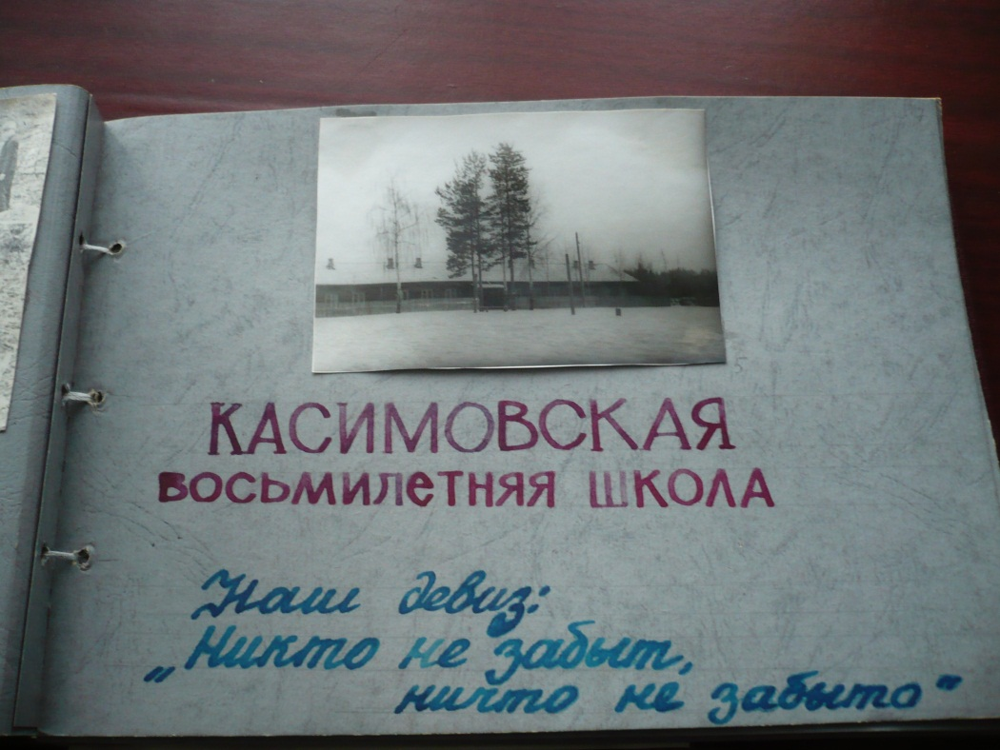 КАСИМОВСКАЯ
ВОСЬМИЛЕТНЯЯ ШКОЛА
Наш девиз:
„Никто не забыт,
ничто не забыто"